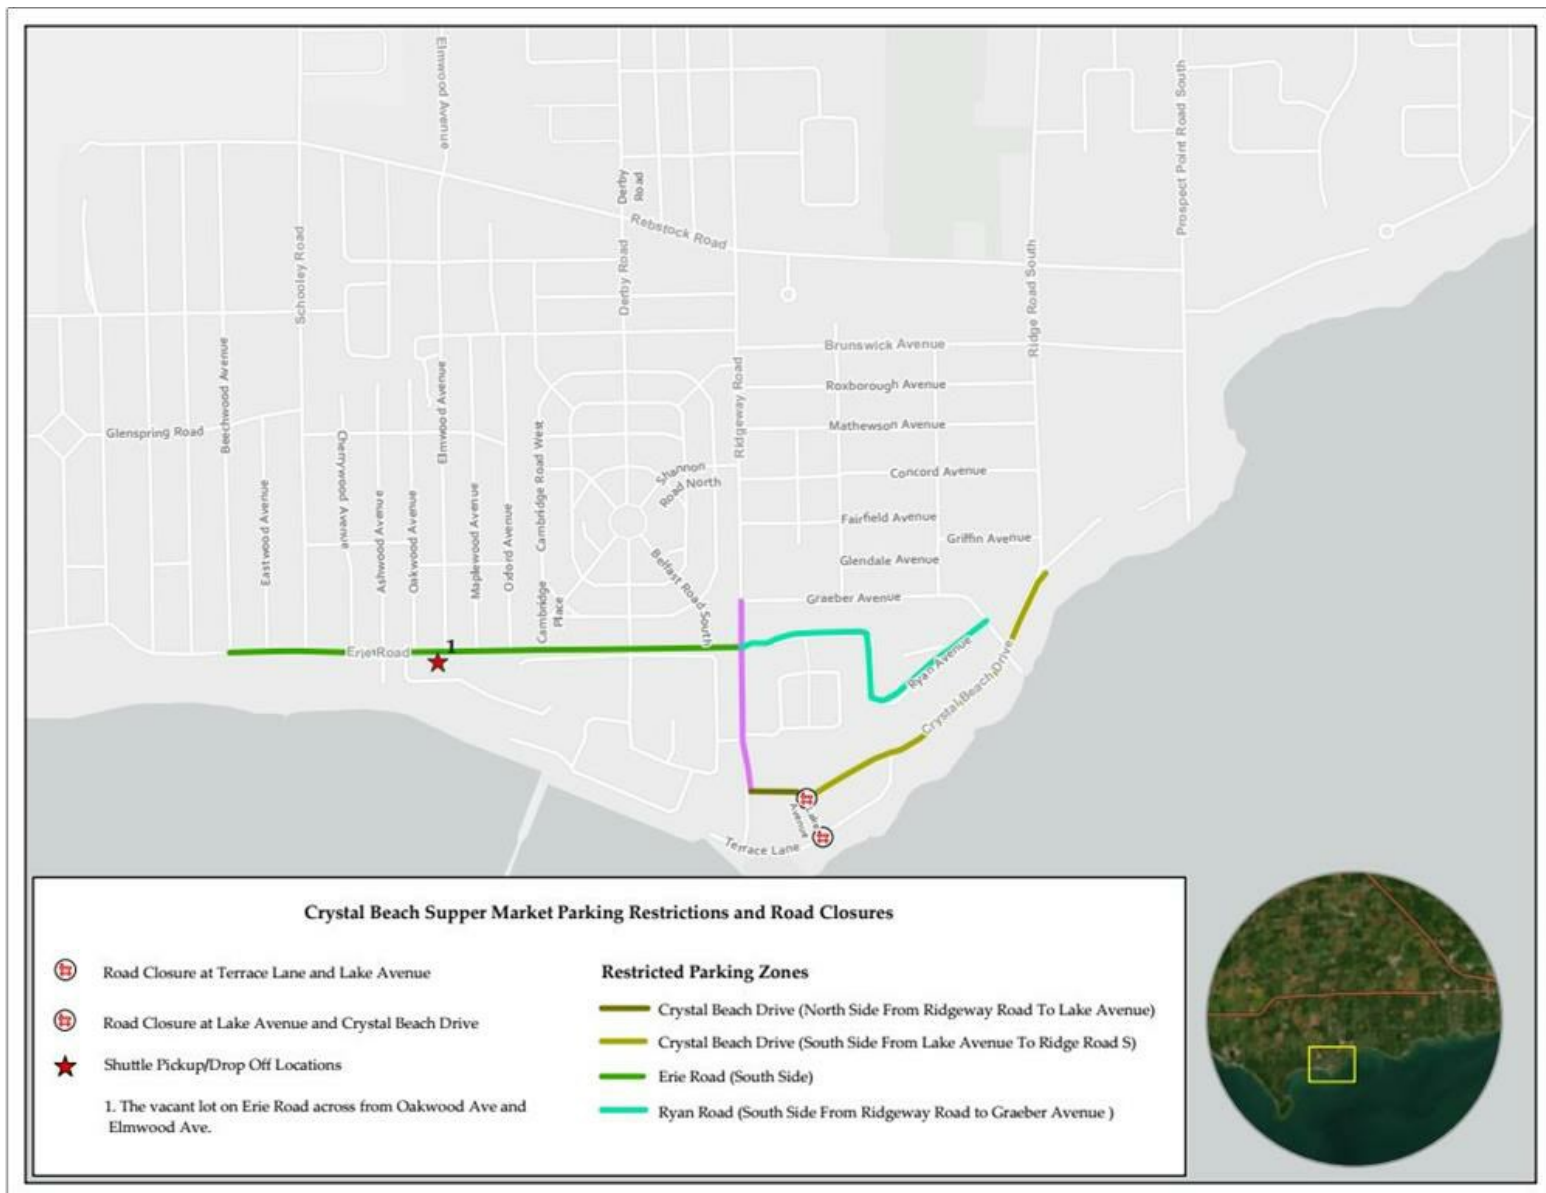 Elmwood Avenue
Prospect Point Road South
Derby
Road
Rebstock Road
Schooley Road
Derby Road
Ridge Road South
Brunswick Avenue
Beechwood Avenue
Elmwood Avenue
Ridgeway Road
Roxborough Avenue
Mathewson Avenue
Glenspring Road
Cherrywood Avenue
Cambridge Road West
Shannon
Road North
Concord Avenue
Eastwood Avenue
Ashwood Avenue
Oakwood Avenue
Maplewood Avenue
Oxford Avenue
Fairfield Avenue
Griffin Avenue
Glendale Avenue
Belfast Road South
Cambridge
Place
Graeber Avenue
Erie Road
1
Ryan Avenue
Crystal Beach Drive
Lake
Avenue
Terrace Lane
Crystal Beach Supper Market Parking Restrictions and Road Closures
Road Closure at Terrace Lane and Lake Avenue
Road Closure at Lake Avenue and Crystal Beach Drive
Shuttle Pickup/Drop Off Locations
1. The vacant lot on Erie Road across from Oakwood Ave and
Elmwood Ave.
Restricted Parking Zones
Crystal Beach Drive (North Side From Ridgeway Road To Lake Avenue)
Crystal Beach Drive (South Side From Lake Avenue To Ridge Road S)
Erie Road (South Side)
Ryan Road (South Side From Ridgeway Road to Graeber Avenue )